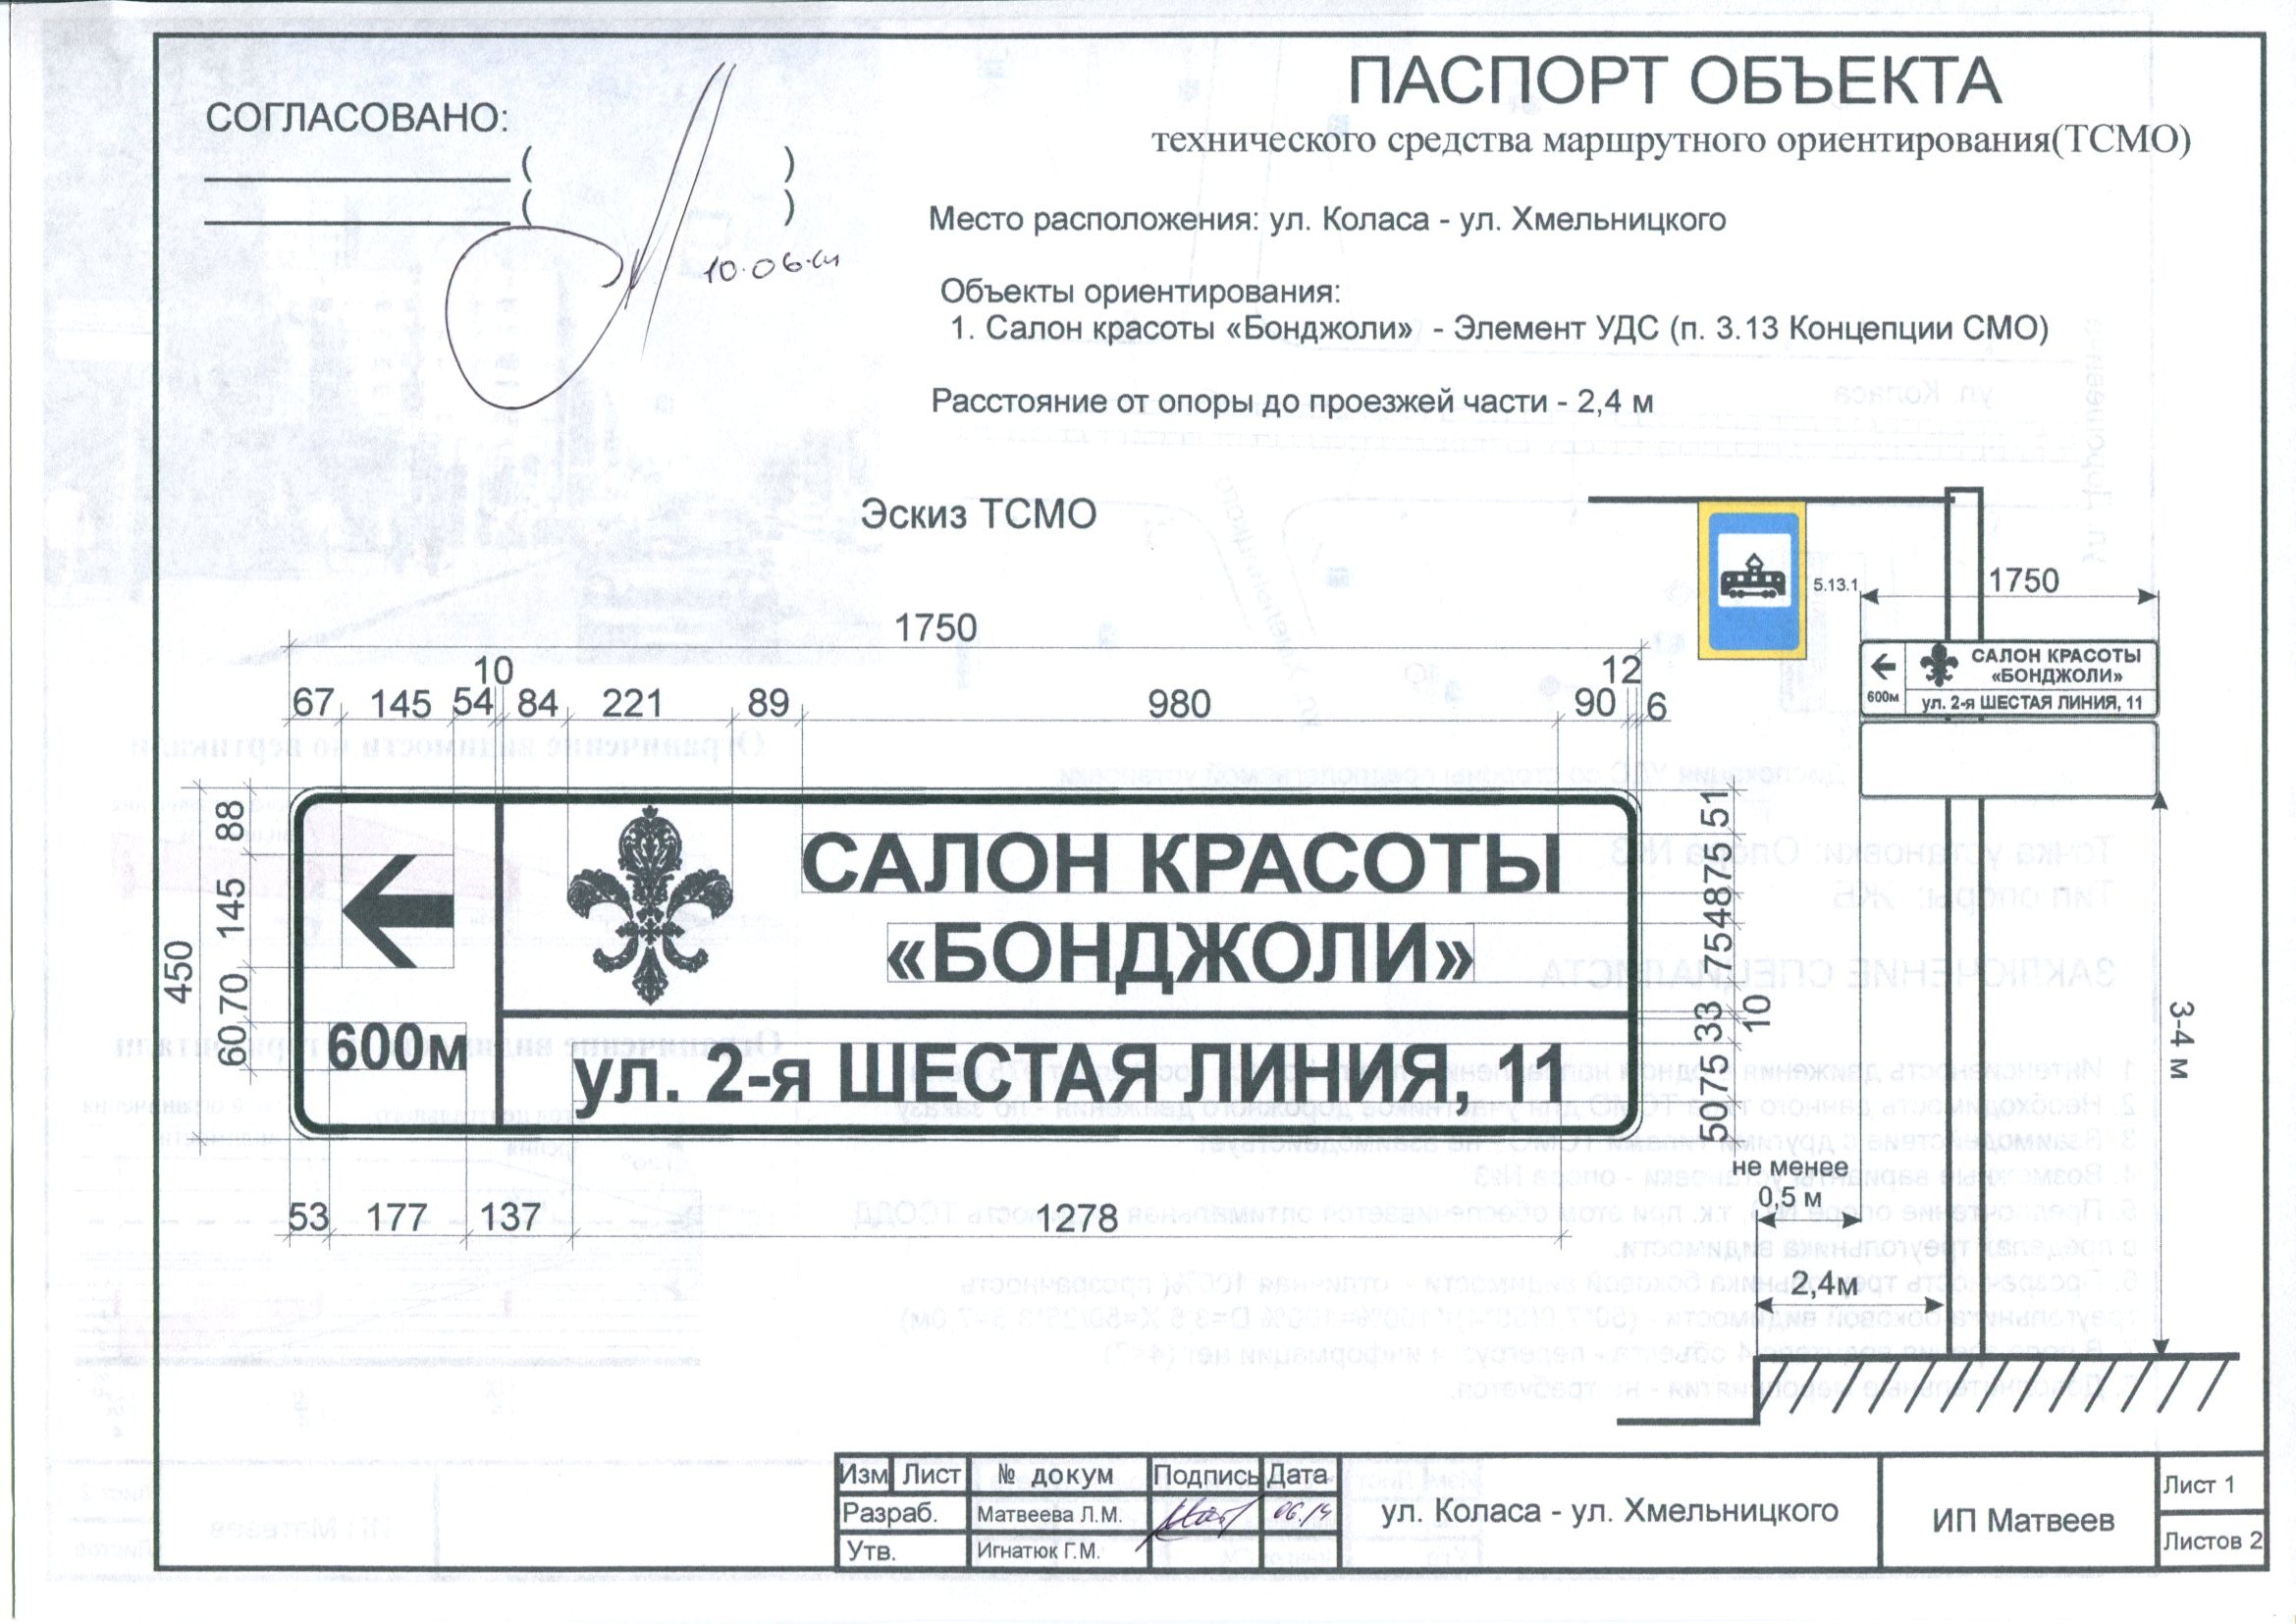 СОГЛАСОВАНО:
( )
( )
10.06.14
ПАСПОРТ ОБЪЕКТА
технического средства маршрутного ориентирования(ТСМО)
Место расположения: ул. Коласа - ул. Хмельницкого
Объекты ориентирования:
1. Салон красоты «Бонджоли» - Элемент УДС (п. 3.13 Концепции СМО)
Расстояние от опоры до проезжей части - 2,4 м
Эскиз ТСМО
1750
10
12
67 145 54 84 221 89 980 90 6
450
88
145
70
60
600м
САЛОН КРАСОТЫ
«БОНДЖОЛИ»
ул. 2-я ШЕСТАЯ ЛИНИЯ, 11
51
75
48
75
33
10
75
50
53 177 137 1278
5.13.1
1750
600м
САЛОН КРАСОТЫ
«БОНДЖОЛИ»
ул. 2-я ШЕСТАЯ ЛИНИЯ, 11
3-4 м
не менее
0,5 м
2,4м
Изм Лист № докум Подпись Дата
Разраб. Матвеева Л.М. 06.14
Утв. Игнатюк Г.М.
ул. Коласа - ул. Хмельницкого
ИП Матвеев
Лист 1
Листов 2